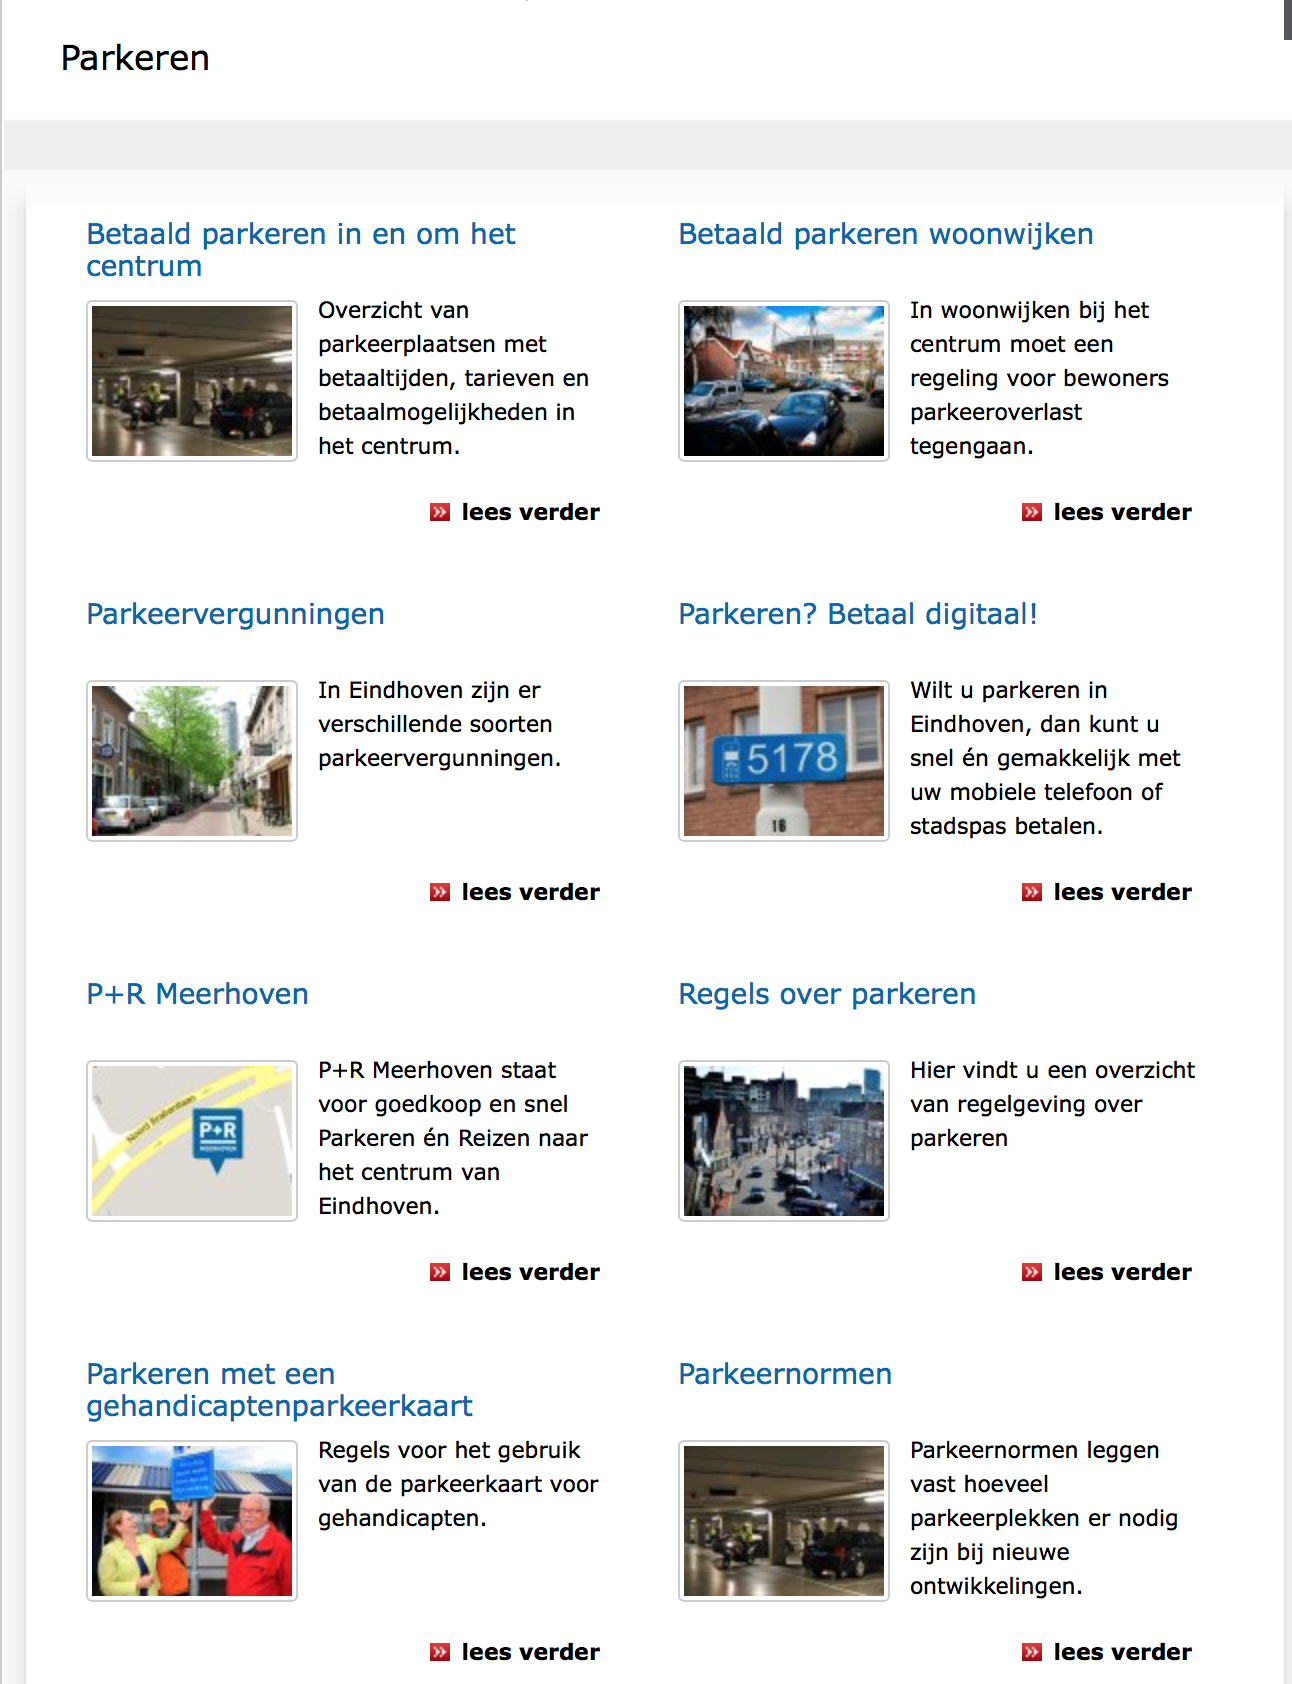 Parkeren
Betaald parkeren in en om het
centrum
Overzicht van
parkeerplaatsen met
betaaltijden, tarieven en
betaalmogelijkheden in
het centrum.
lees verder
Betaald parkeren woonwijken
In woonwijken bij het
centrum moet een
regeling voor bewoners
parkeeroverlast
tegengaan.
lees verder
Parkeervergunningen
In Eindhoven zijn er
verschillende soorten
parkeervergunningen.
lees verder
Parkeren? Betaal digitaal!
5178
16
Wilt u parkeren in
Eindhoven, dan kunt u
snel én gemakkelijk met
uw mobiele telefoon of
stadspas betalen.
lees verder
P+R Meerhoven
Noord Brabantlaan
P+R
MEERHOVEN
P+R Meerhoven staat
voor goedkoop en snel
Parkeren én Reizen naar
het centrum van
Eindhoven.
lees verder
Regels over parkeren
Hier vindt u een overzicht
van regelgeving over
parkeren
lees verder
Parkeren met een
gehandicaptenparkeerkaart
Regels voor het gebruik
van de parkeerkaart voor
gehandicapten.
lees verder
Parkeernormen
Parkeernormen leggen
vast hoeveel
parkeerplekken er nodig
zijn bij nieuwe
ontwikkelingen.
lees verder